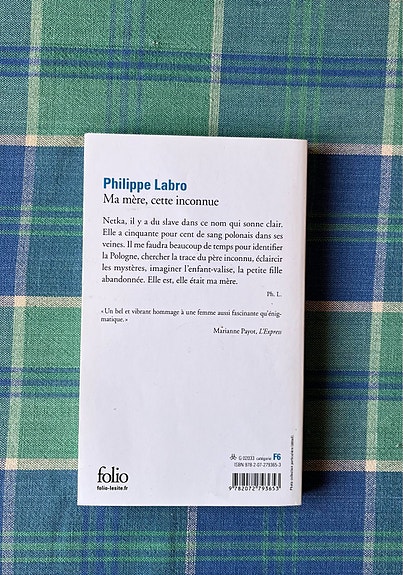 Philippe Labro
Ma mère, cette inconnue
Netka, il y a du slave dans ce nom qui sonne clair.
Elle a cinquante pour cent de sang polonais dans ses
veines. Il me faudra beaucoup de temps pour identifier
la Pologne, chercher la trace du père inconnu, éclaircir
les mystères, imaginer l'enfant-valise, la petite fille
abandonnée. Elle est, elle était ma mère.
Ph. L.
« Un bel et vibrant hommage à une femme aussi fascinante qu'énig-
matique. »
Marianne Payot, L'Express
G 02033 catégorie F6
ISBN 978-2-07-279365-3
folio
folio-lesite.fr
9 782072 793653